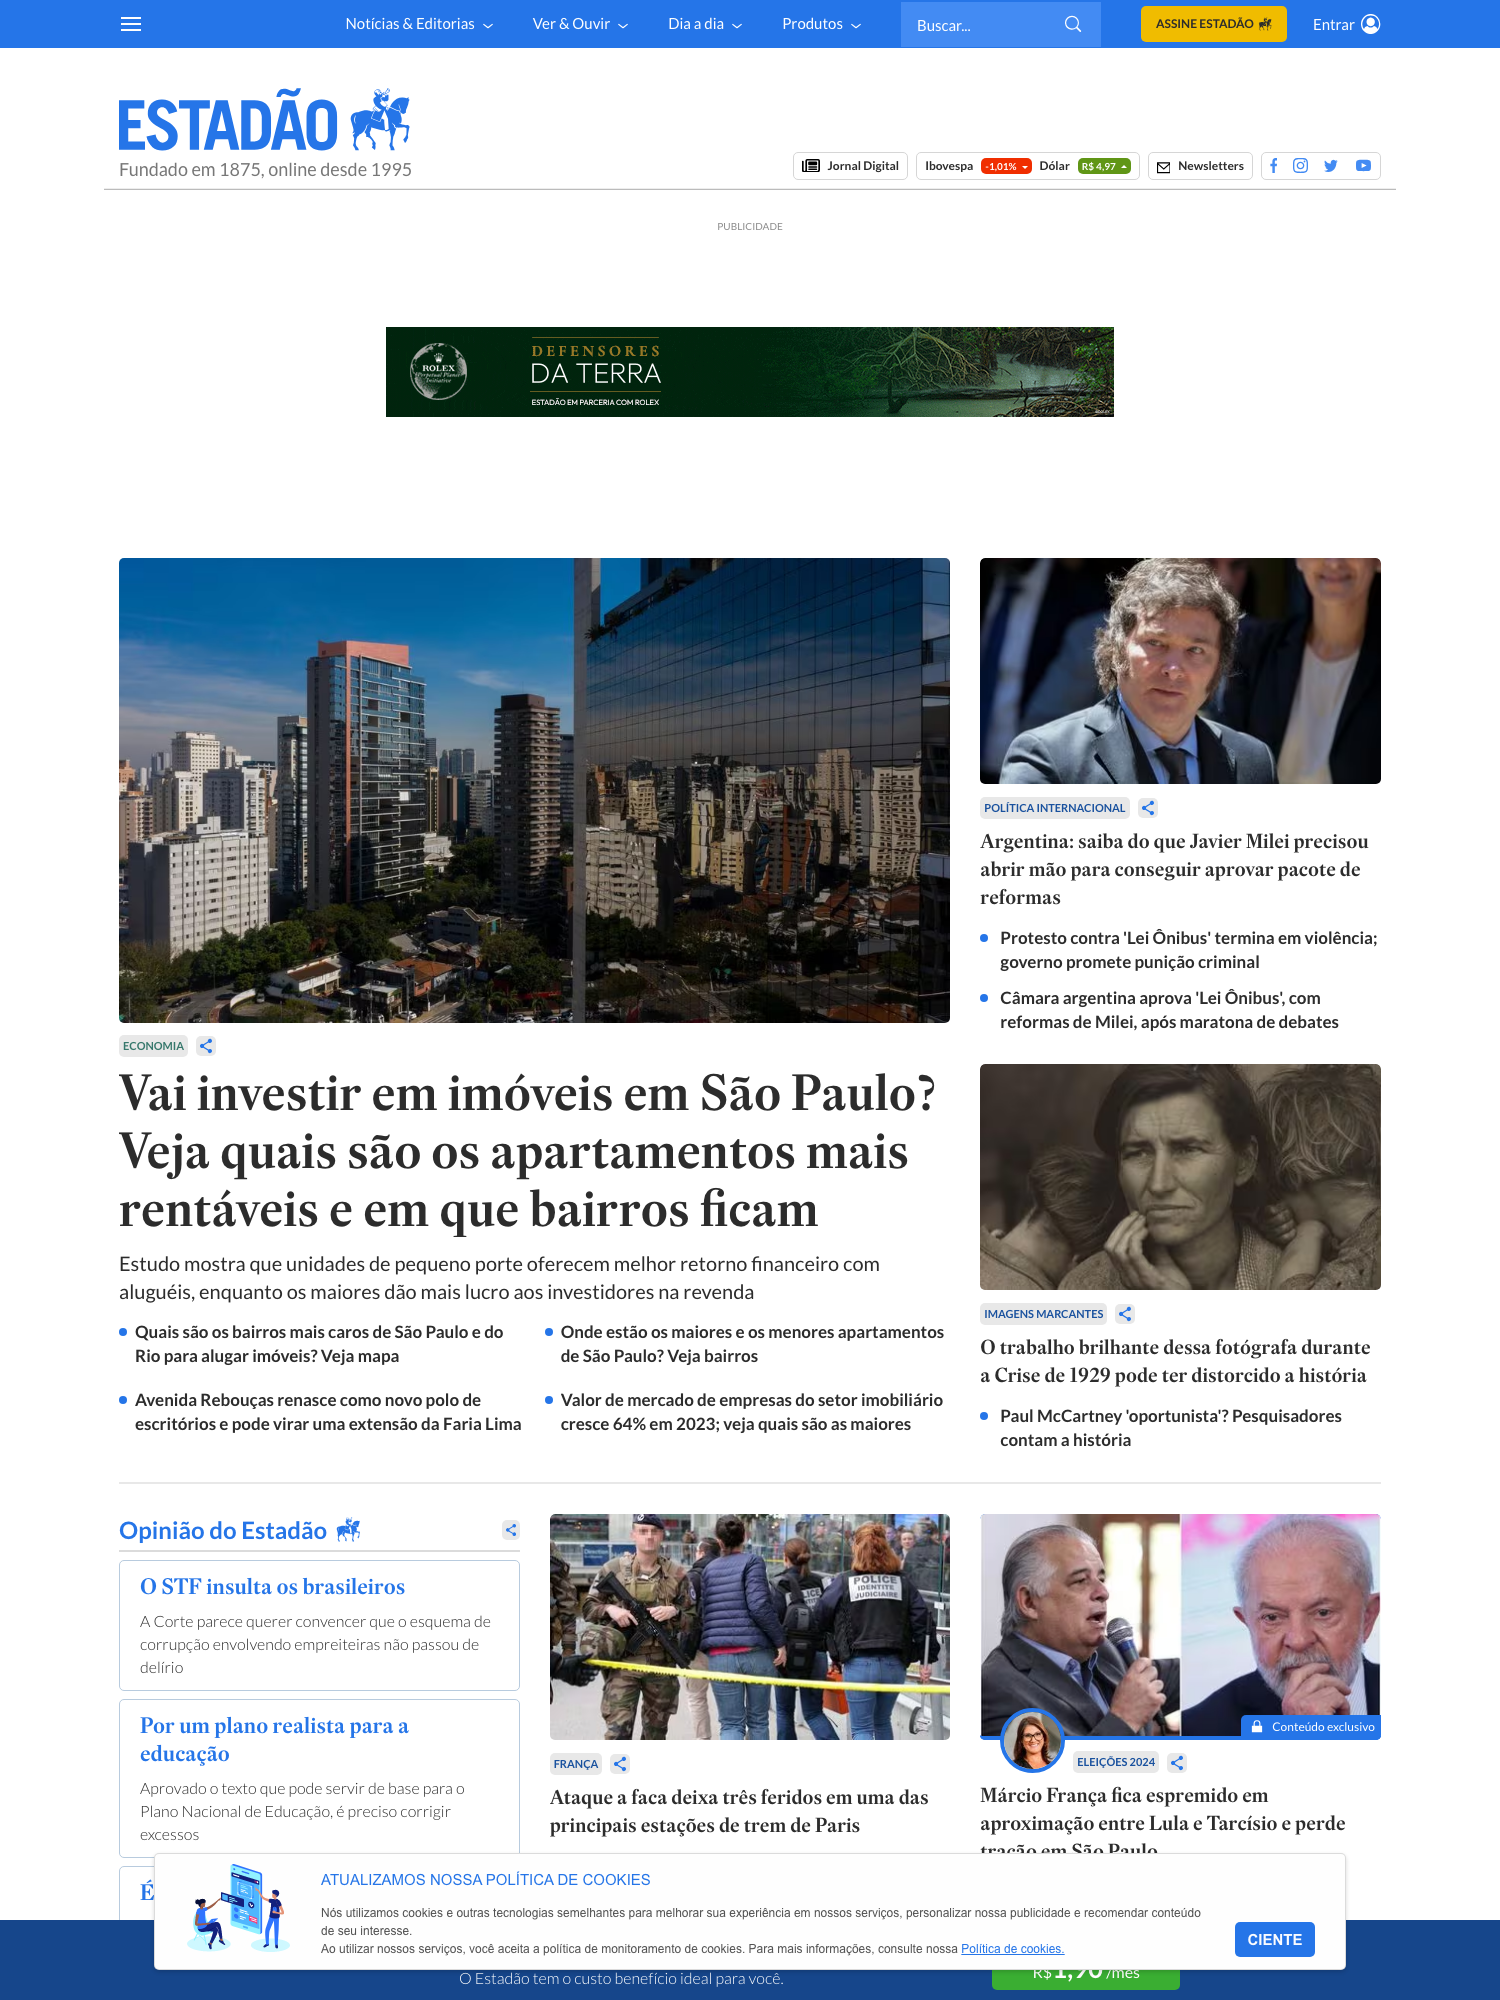 Notícias & Editorias
Ver & Ouvir
Dia a dia
Produtos
Buscar...
ASSINE ESTADÃO
Entrar
ESTADÃO
Fundado em 1875, online desde 1995
Jornal Digital
Ibovespa -1,01% Dólar R$ 4,97
Newsletters
PUBLICIDADE
ROLEX
Perpetual Planet
Initiative
DEFENSORES
DA TERRA
ESTADÃO EM PARCERIA COM ROLEX
ECONOMIA
Vai investir em imóveis em São Paulo?
Veja quais são os apartamentos mais
rentáveis e em que bairros ficam
Estudo mostra que unidades de pequeno porte oferecem melhor retorno financeiro com
aluguéis, enquanto os maiores dão mais lucro aos investidores na revenda
Quais são os bairros mais caros de São Paulo e do
Rio para alugar imóveis? Veja mapa
Onde estão os maiores e os menores apartamentos
de São Paulo? Veja bairros
Avenida Rebouças renasce como novo polo de
escritórios e pode virar uma extensão da Faria Lima
Valor de mercado de empresas do setor imobiliário
cresce 64% em 2023; veja quais são as maiores
POLÍTICA INTERNACIONAL
Argentina: saiba do que Javier Milei precisou
abrir mão para conseguir aprovar pacote de
reformas
Protesto contra 'Lei Ônibus' termina em violência;
governo promete punição criminal
Câmara argentina aprova 'Lei Ônibus', com
reformas de Milei, após maratona de debates
IMAGENS MARCANTES
O trabalho brilhante dessa fotógrafa durante
a Crise de 1929 pode ter distorcido a história
Paul McCartney 'oportunista'? Pesquisadores
contam a história
Opinião do Estadão
O STF insulta os brasileiros
A Corte parece querer convencer que o esquema de
corrupção envolvendo empreiteiras não passou de
delírio
Por um plano realista para a
educação
Aprovado o texto que pode servir de base para o
Plano Nacional de Educação, é preciso corrigir
excessos
É
POLICE
IDENTITÉ
JUDICIAIRE
FRANÇA
Ataque a faca deixa três feridos em uma das
principais estações de trem de Paris
Conteúdo exclusivo
ELEIÇÕES 2024
Márcio França fica espremido em
aproximação entre Lula e Tarcísio e perde
tração em São Paulo
ATUALIZAMOS NOSSA POLÍTICA DE COOKIES
Nós utilizamos cookies e outras tecnologias semelhantes para melhorar sua experiência em nossos serviços, personalizar nossa publicidade e recomendar conteúdo
de seu interesse.
Ao utilizar nossos serviços, você aceita a política de monitoramento de cookies. Para mais informações, consulte nossa Política de cookies.
CIENTE
O Estadão tem o custo benefício ideal para você.
R$ 1,90 /mês